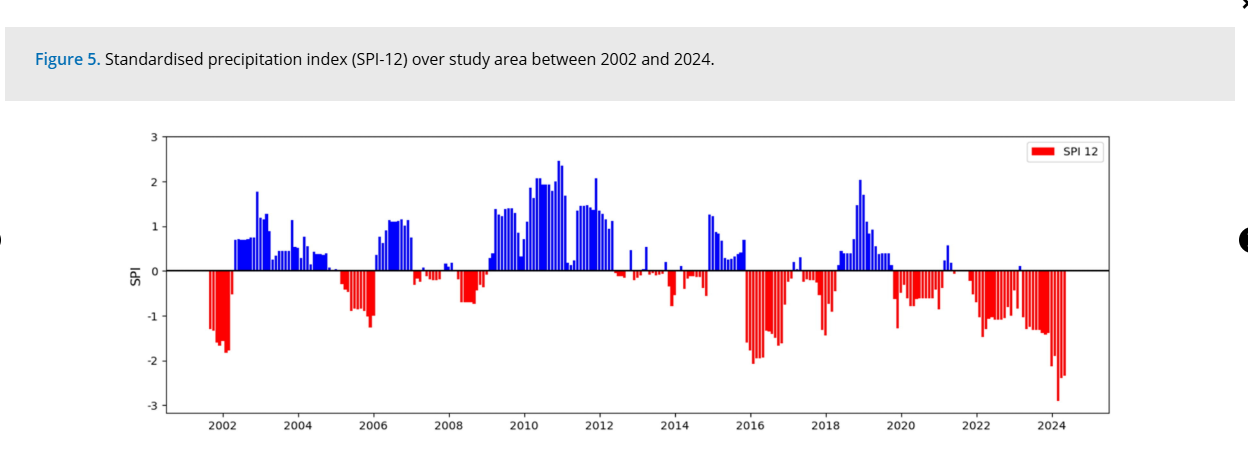 Figure 5. Standardised precipitation index (SPI-12) over study area between 2002 and 2024.
3
SPI 12
2
1
0
SPI
-1
-2
-3
2002 2004 2006 2008 2010 2012 2014 2016 2018 2020 2022 2024